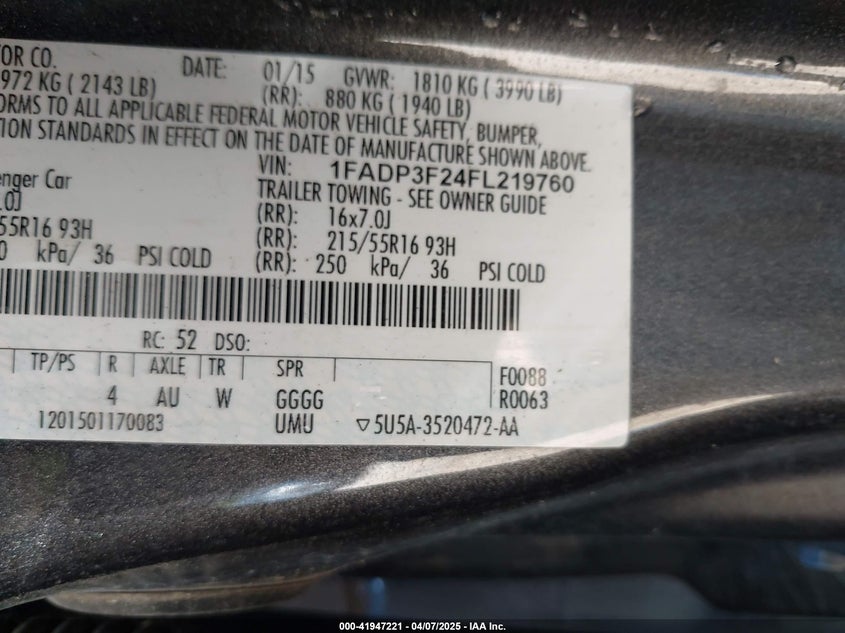 TOR CO. DATE: 01/15 GVWR: 1810 KG ( 3990 LB)
972 KG ( 2143 LB) (RR): 880 KG ( 1940 LB)
ORMS TO ALL APPLICABLE FEDERAL MOTOR VEHICLE SAFETY, BUMPER,
TION STANDARDS IN EFFECT ON THE DATE OF MANUFACTURE SHOWN ABOVE.
VIN: 1FADP3F24FL219760
enger Car TRAILER TOWING - SEE OWNER GUIDE
.0J (RR): 16x7.0J
55R16 93H (RR): 215/55R16 93H
0 kPa/ 36 PSI COLD (RR): 250 kPa/ 36 PSI COLD
RC: 52 DSO:
TP/PS R AXLE TR SPR F0088
4 AU W GGGG R0063
1201501170083 UMU ▽5U5A-3520472-AA
000-41947221 | 04/07/2025 – IAA Inc.